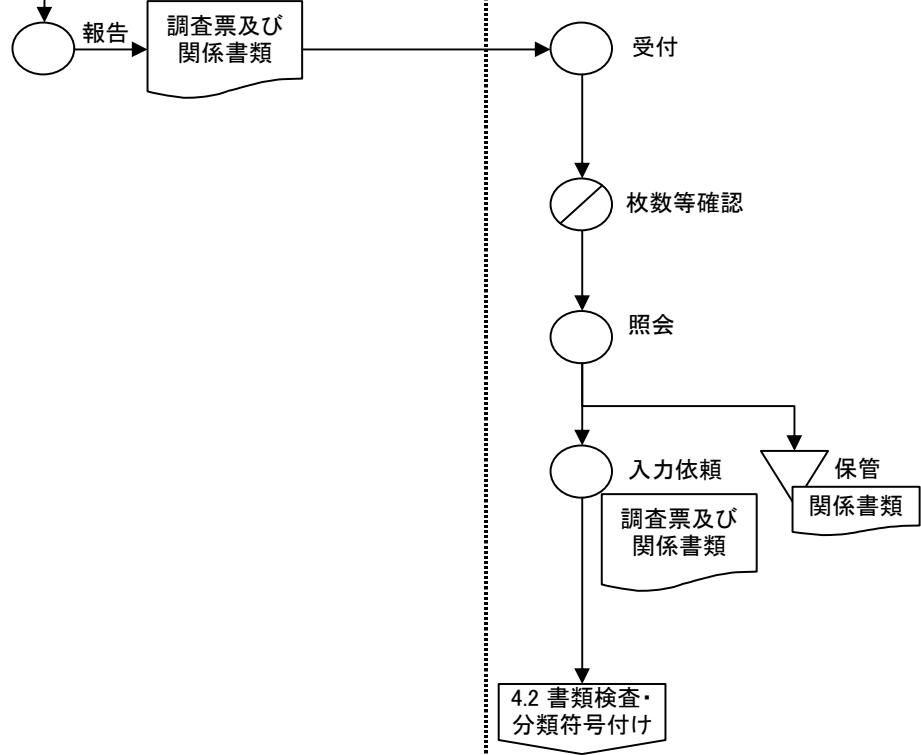 報告
調査票及び
関係書類
受付
枚数等確認
照会
入力依頼
調査票及び
関係書類
保管
関係書類
4.2 書類検査・
分類符号付け